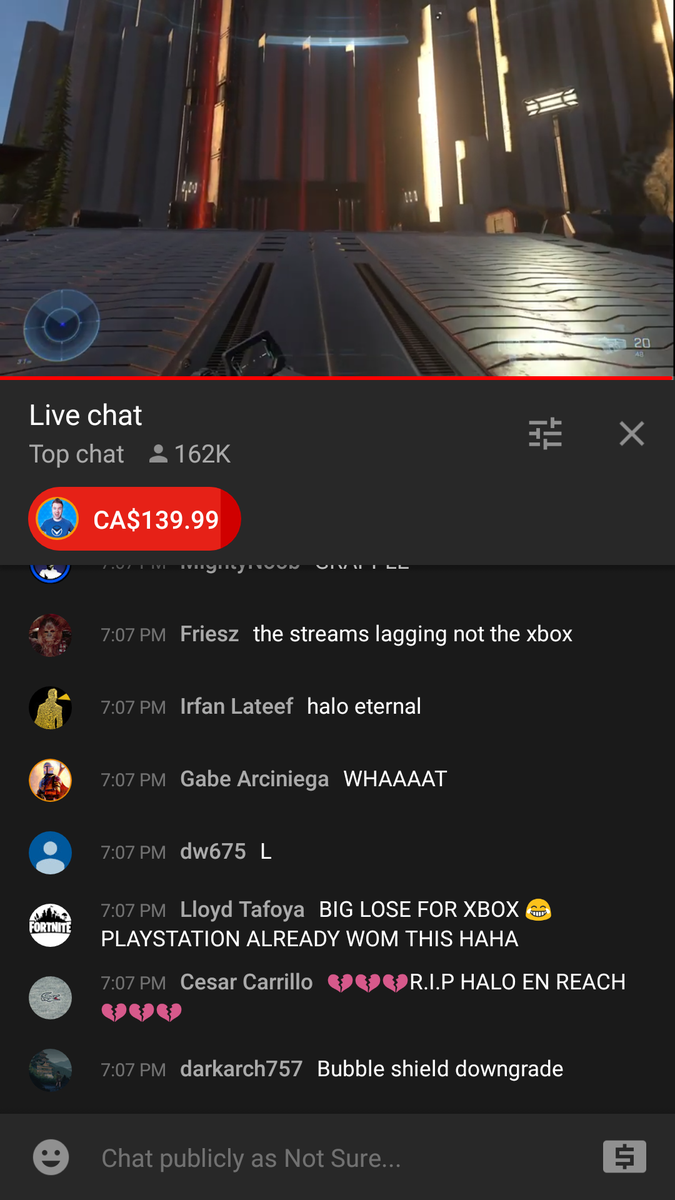 20
Live chat
Top chat 162K
CA$139.99
7:07 PM MightyNoob GRAPPLE
7:07 PM Friesz the streams lagging not the xbox
7:07 PM Irfan Lateef halo eternal
7:07 PM Gabe Arciniega WHAAAAT
7:07 PM dw675 L
7:07 PM Lloyd Tafoya BIG LOSE FOR XBOX 😂
PLAYSTATION ALREADY WOM THIS HAHA
FORTNITE
7:07 PM Cesar Carrillo 💔💔💔R.I.P HALO EN REACH
💔💔💔
7:07 PM darkarch757 Bubble shield downgrade
Chat publicly as Not Sure...